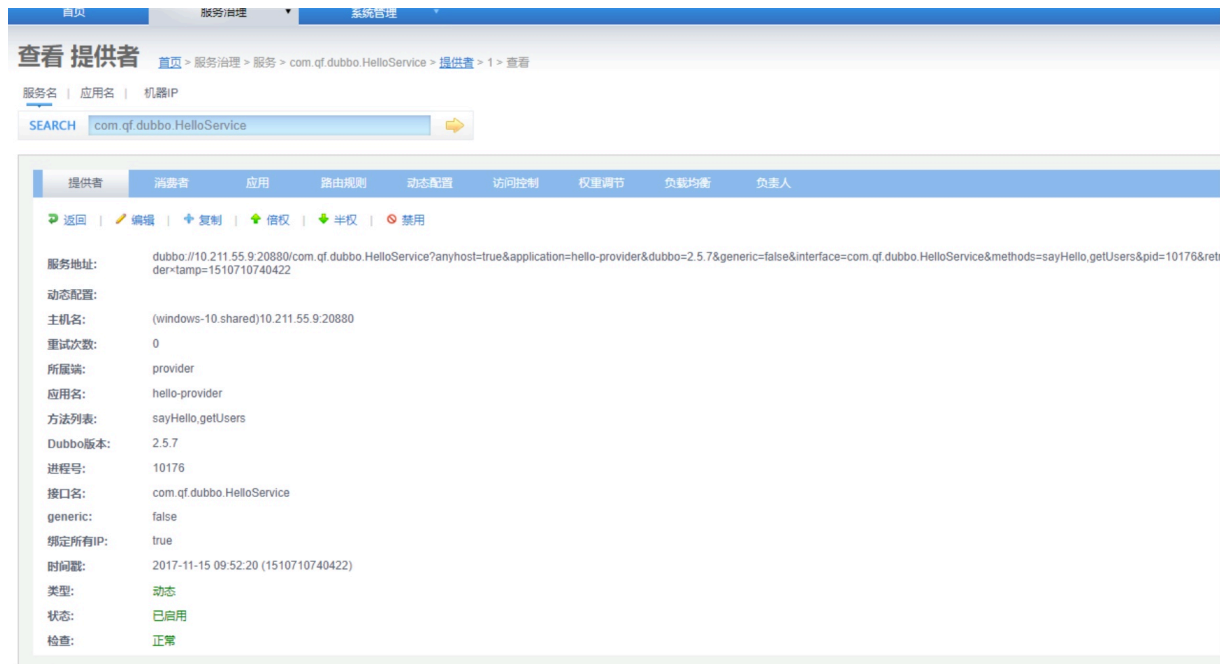 首页 服务治理 系统管理
查看 提供者 首页 > 服务治理 > 服务 > com.qf.dubbo.HelloService > 提供者 > 1 > 查看
服务名 | 应用名 | 机器IP
SEARCH com.qf.dubbo.HelloService
提供者 消费者 应用 路由规则 动态配置 访问控制 权重调节 负载均衡 负责人
返回 | 编辑 | 复制 | 倍权 | 半权 | 禁用
服务地址: dubbo://10.211.55.9:20880/com.qf.dubbo.HelloService?anyhost=true&application=hello-provider&dubbo=2.5.7&generic=false&interface=com.qf.dubbo.HelloService&methods=sayHello,getUsers&pid=10176&retr
der×tamp=1510710740422
动态配置:
主机名: (windows-10.shared)10.211.55.9:20880
重试次数: 0
所属端: provider
应用名: hello-provider
方法列表: sayHello,getUsers
Dubbo版本: 2.5.7
进程号: 10176
接口名: com.qf.dubbo.HelloService
generic: false
绑定所有IP: true
时间戳: 2017-11-15 09:52:20 (1510710740422)
类型: 动态
状态: 已启用
检查: 正常